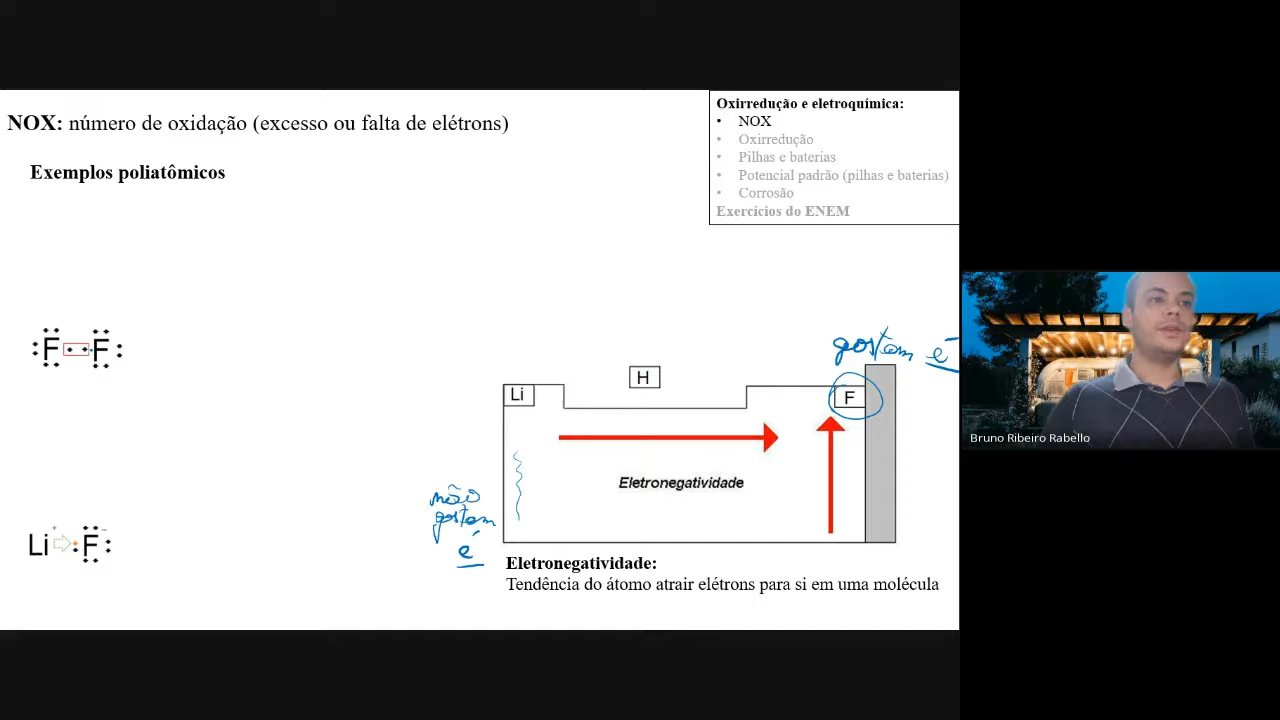 NOX: número de oxidação (excesso ou falta de elétrons)
Exemplos poliatômicos
Oxirredução e eletroquímica:
• NOX
• Oxirredução
• Pilhas e baterias
• Potencial padrão (pilhas e baterias)
• Corrosão
Exercícios do ENEM
F F
Li + F −
gostam e⁻
H
Li
F
Eletronegatividade
não
gostam
e⁻
Eletronegatividade:
Tendência do átomo atrair elétrons para si em uma molécula
Bruno Ribeiro Rabello